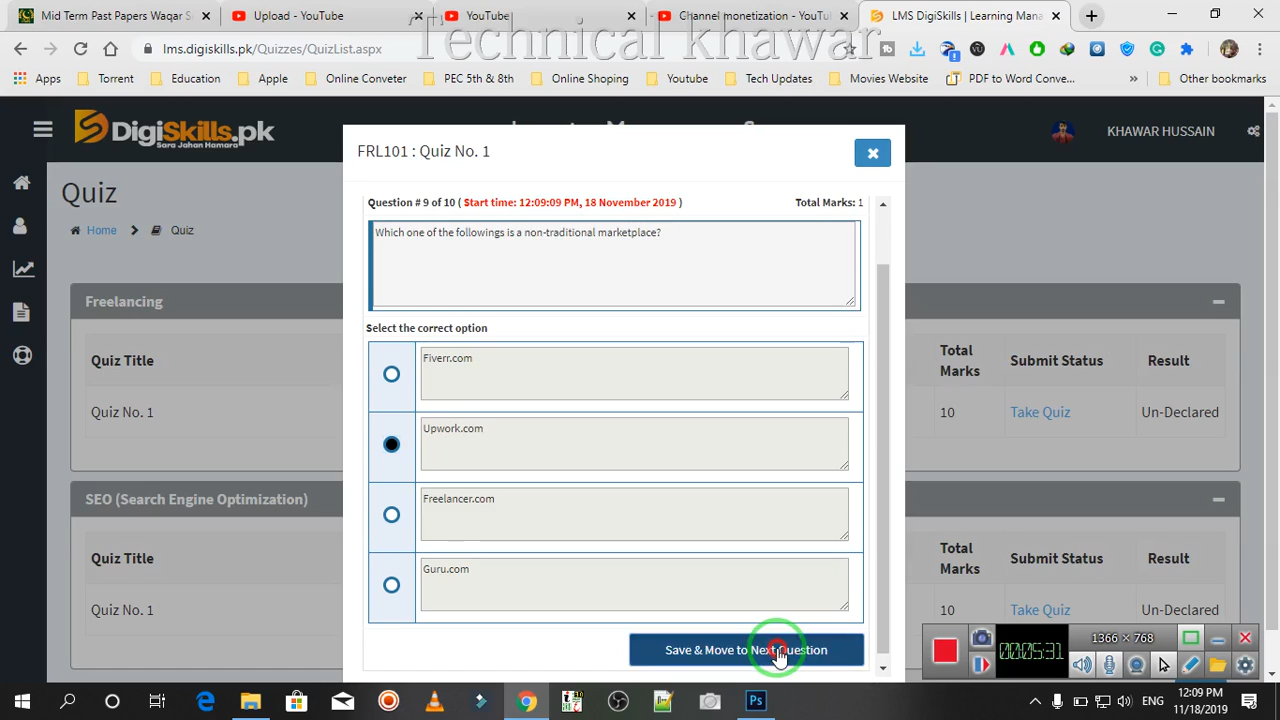 Mid Term Past Papers Waqar S
Upload - YouTube
YouTube
Channel monetization - YouTu
LMS DigiSkills | Learning Mana
Technical khawar
lms.digiskills.pk/Quizzes/QuizList.aspx
Apps
Torrent
Education
Apple
Online Conveter
PEC 5th & 8th
Online Shoping
Youtube
Tech Updates
Movies Website
PDF to Word Conve...
»
Other bookmarks
DigiSkills.pk
Sara Jahan Hamara
KHAWAR HUSSAIN
FRL101 : Quiz No. 1
Quiz
Home
Quiz
Question # 9 of 10 ( Start time: 12:09:09 PM, 18 November 2019 )
Total Marks: 1
Which one of the followings is a non-traditional marketplace?
Select the correct option
Fiverr.com
Upwork.com
Freelancer.com
Guru.com
Save & Move to Next Question
Freelancing
Quiz Title
Total Marks
Submit Status
Result
Quiz No. 1
10
Take Quiz
Un-Declared
SEO (Search Engine Optimization)
Quiz Title
Total Marks
Submit Status
Result
Quiz No. 1
10
Take Quiz
Un-Declared
1366 × 768
00:05:31
Ps
ENG
12:09 PM
11/18/2019